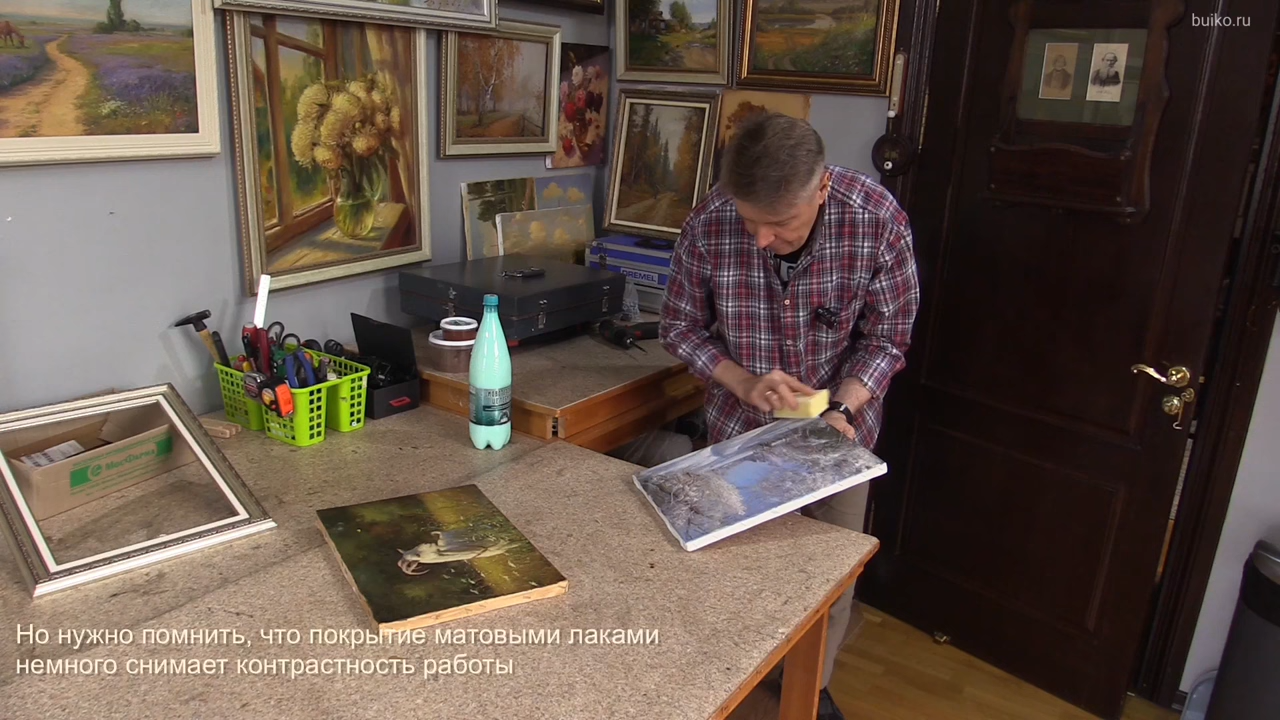 buiko.ru
DREMEL
Но нужно помнить, что покрытие матовыми лаками
немного снимает контрастность работы